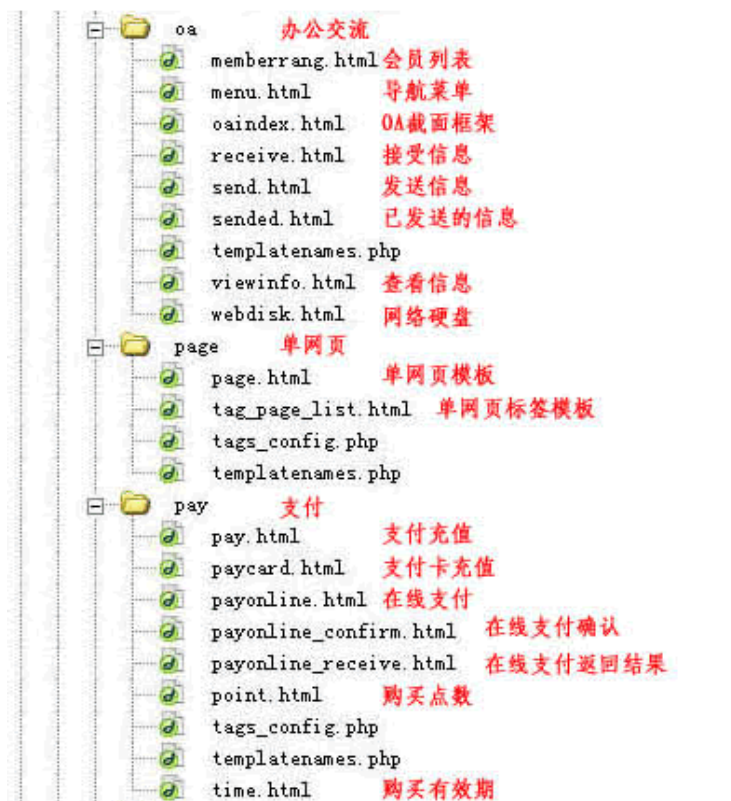 oa 办公交流
memberrang.html 会员列表
menu.html 导航菜单
oaindex.html OA截面框架
receive.html 接受信息
send.html 发送信息
sended.html 已发送的信息
templatenames.php
viewinfo.html 查看信息
webdisk.html 网络硬盘
page 单网页
page.html 单网页模板
tag_page_list.html 单网页标签模板
tags_config.php
templatenames.php
pay 支付
pay.html 支付充值
paycard.html 支付卡充值
payonline.html 在线支付
payonline_confirm.html 在线支付确认
payonline_receive.html 在线支付返回结果
point.html 购买点数
tags_config.php
templatenames.php
time.html 购买有效期